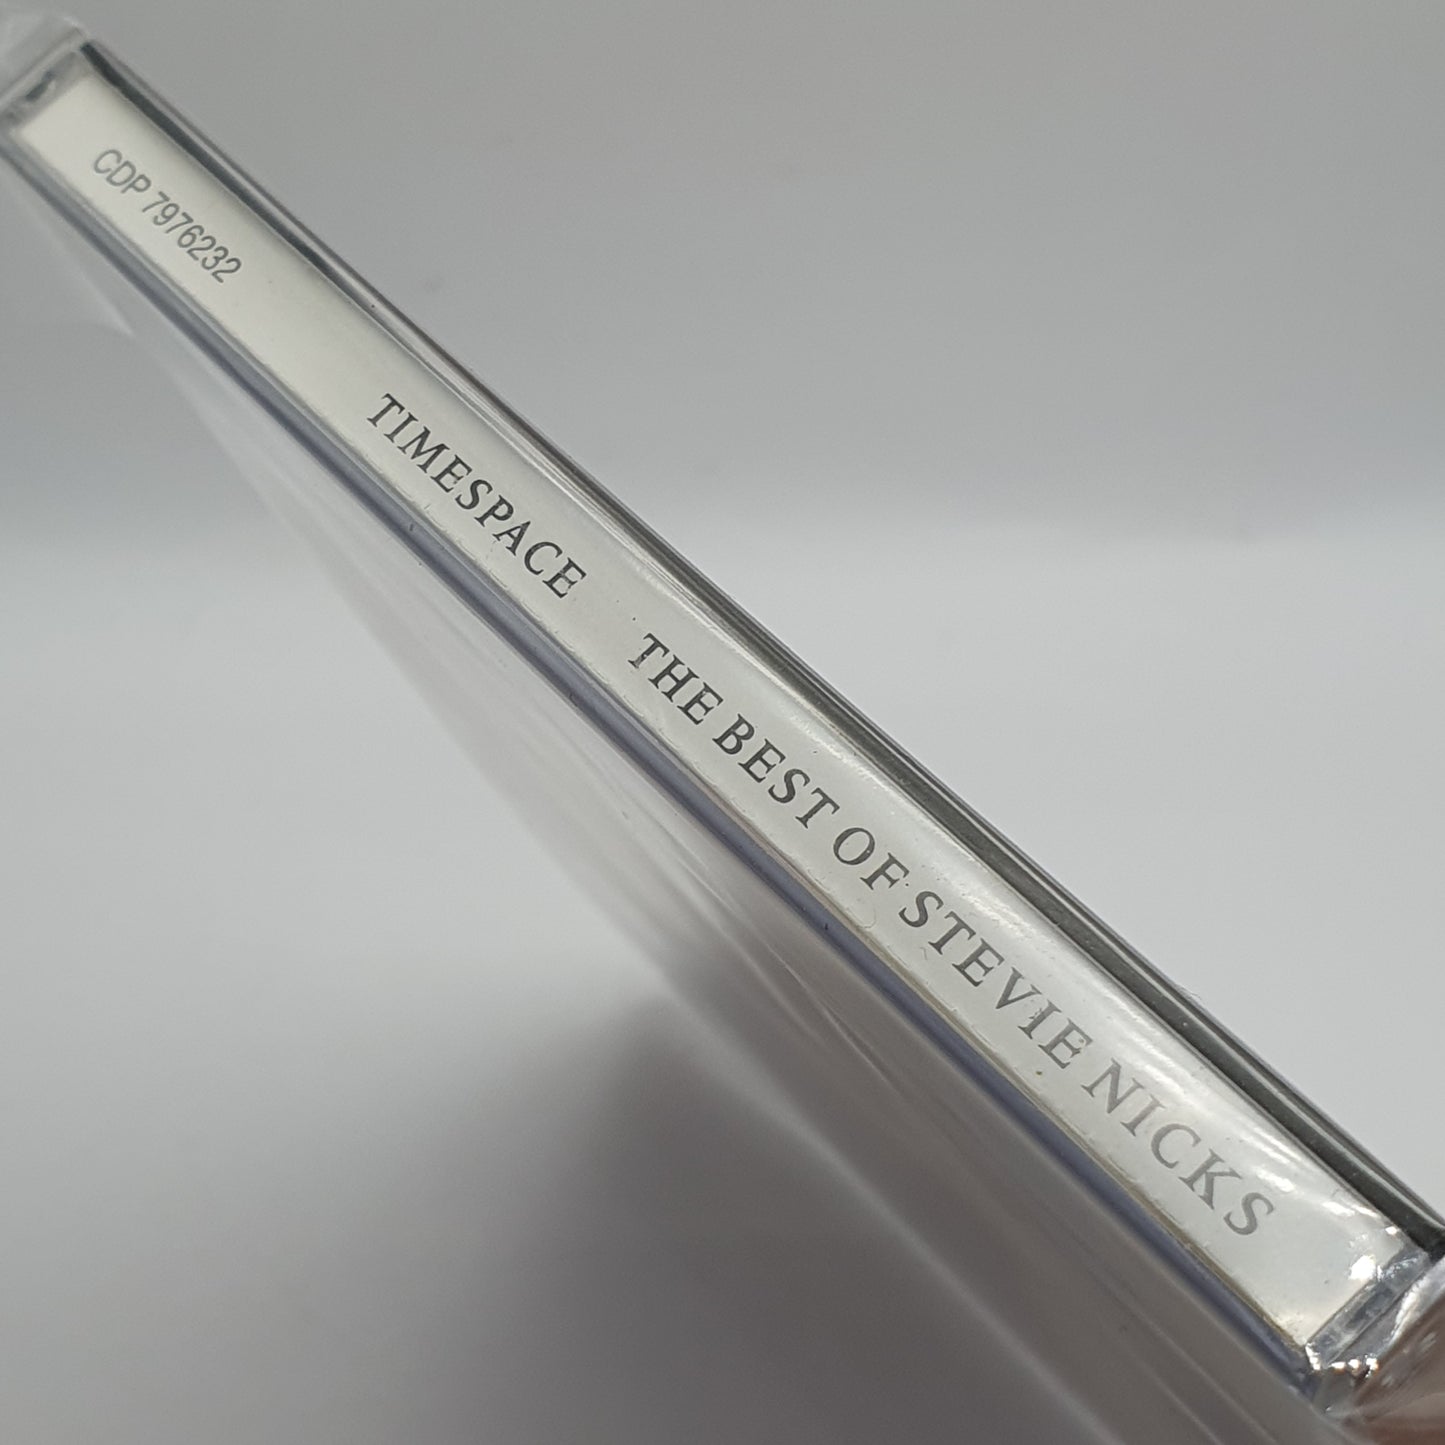 CDP 7976232 TIMESPACE THE BEST OF STEVIE NICKS